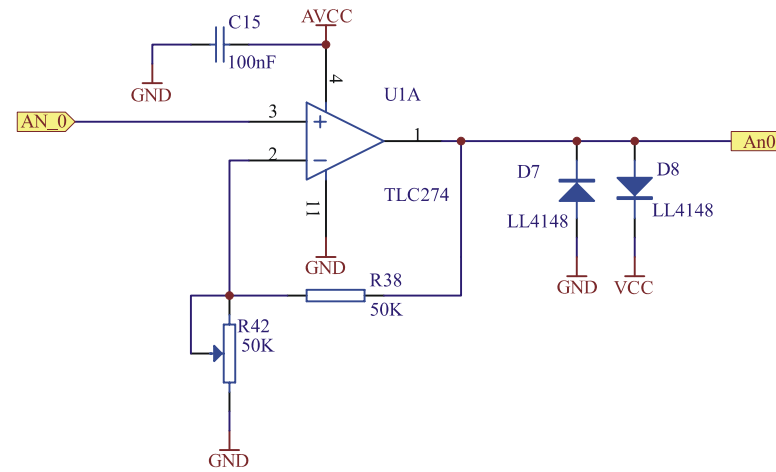 C15
AVCC
100nF
GND
4
U1A
AN_0
3
+
1
An0
2
−
TLC274
11
GND
D7
D8
LL4148
LL4148
GND
VCC
R38
50K
R42
50K
GND